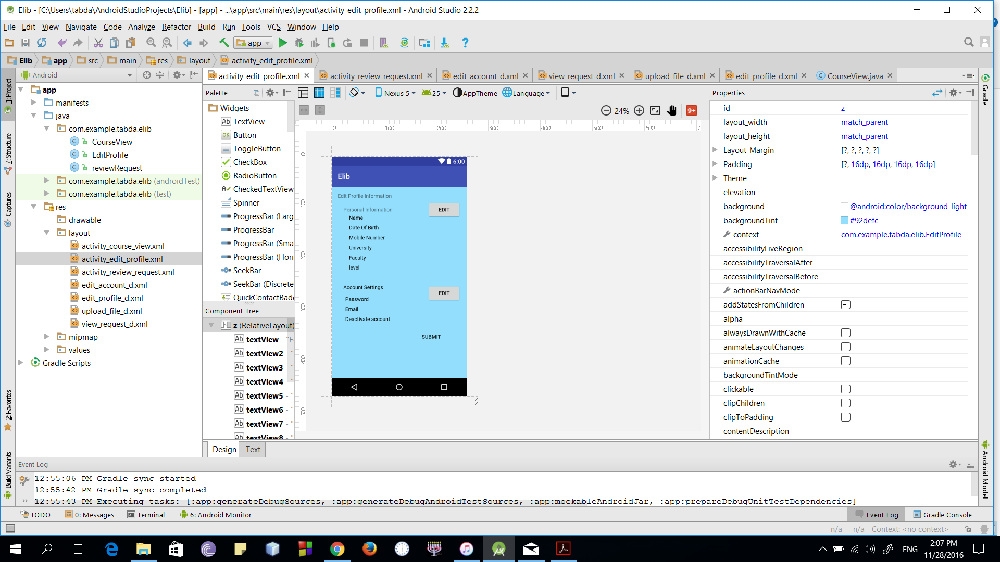 Elib - [C:\Users\tabda\AndroidStudioProjects\Elib] - [app] - ...\app\src\main\res\layout\activity_edit_profile.xml - Android Studio 2.2.2
File Edit View Navigate Code Analyze Refactor Build Run Tools VCS Window Help
app
Elib app src main res layout activity_edit_profile.xml
Android
activity_edit_profile.xml activity_review_request.xml edit_account_d.xml view_request_d.xml upload_file_d.xml edit_profile_d.xml CourseView.java
1: Project
7: Structure
Captures
2: Favorites
Build Variants
app
manifests
java
com.example.tabda.elib
CourseView
EditProfile
reviewRequest
com.example.tabda.elib (androidTest)
com.example.tabda.elib (test)
res
drawable
layout
activity_course_view.xml
activity_edit_profile.xml
activity_review_request.xml
edit_account_d.xml
edit_profile_d.xml
upload_file_d.xml
view_request_d.xml
mipmap
values
Gradle Scripts
Palette
Widgets
TextView
Button
ToggleButton
CheckBox
RadioButton
CheckedTextView
Spinner
ProgressBar (Larg
ProgressBar
ProgressBar (Sma
ProgressBar (Hori
SeekBar
SeekBar (Discrete
QuickContactBadg
Component Tree
z (RelativeLayout)
textView - "E
textView2 - "
textView3 - "
textView4 - "
textView5 - "
textView6 - "
textView7 - "
textView8 - "
Nexus 5 25 AppTheme Language
24% 9+
0 100 200 300 400 500 600 7
0
100
200
300
400
500
6:00
Elib
Edit Profile Information
Personal Information EDIT
Name
Date Of Birth
Mobile Number
University
Faculty
level
Account Settings EDIT
Password
Email
Deactivate account
SUBMIT
Design Text
Properties
id z
layout_width match_parent
layout_height match_parent
Layout_Margin [?, ?, ?, ?, ?]
Padding [?, 16dp, 16dp, 16dp, 16dp]
Theme
elevation
background @android:color/background_light
backgroundTint #92defc
context com.example.tabda.elib.EditProfile
accessibilityLiveRegion
accessibilityTraversalAfter
accessibilityTraversalBefore
actionBarNavMode
addStatesFromChildren
alpha
alwaysDrawnWithCache
animateLayoutChanges
animationCache
backgroundTintMode
clickable
clipChildren
clipToPadding
contentDescription
Gradle
Android Model
Event Log
12:55:06 PM Gradle sync started
12:55:42 PM Gradle sync completed
12:55:43 PM Executing tasks: [:app:generateDebugSources, :app:generateDebugAndroidTestSources, :app:mockableAndroidJar, :app:prepareDebugUnitTestDependencies]
TODO 0: Messages Terminal 6: Android Monitor Event Log Gradle Console
n/a n/a Context: <no context>
ENG 2:07 PM
11/28/2016